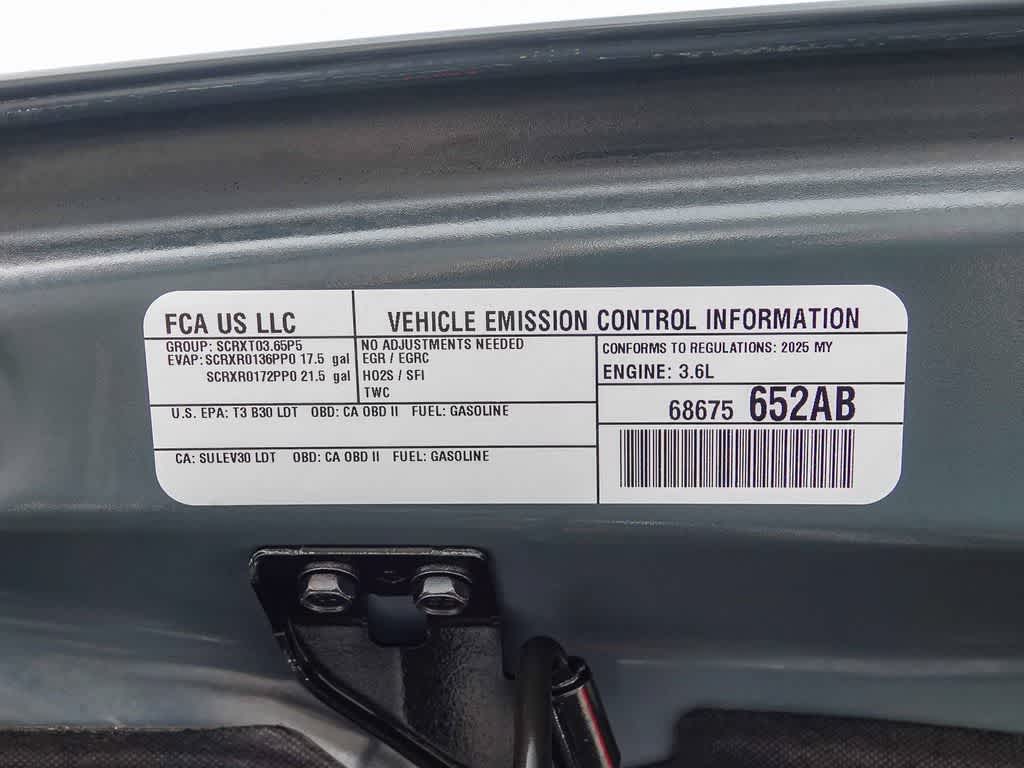 FCA US LLC
VEHICLE EMISSION CONTROL INFORMATION
GROUP: SCRXT03.65P5
EVAP: SCRXR0136PP0 17.5 gal
SCRXR0172PP0 21.5 gal
NO ADJUSTMENTS NEEDED
EGR / EGRC
HO2S / SFI
TWC
CONFORMS TO REGULATIONS: 2025 MY
ENGINE: 3.6L
68675 652AB
U.S. EPA: T3 B30 LDT OBD: CA OBD II FUEL: GASOLINE
CA: SULEV30 LDT OBD: CA OBD II FUEL: GASOLINE